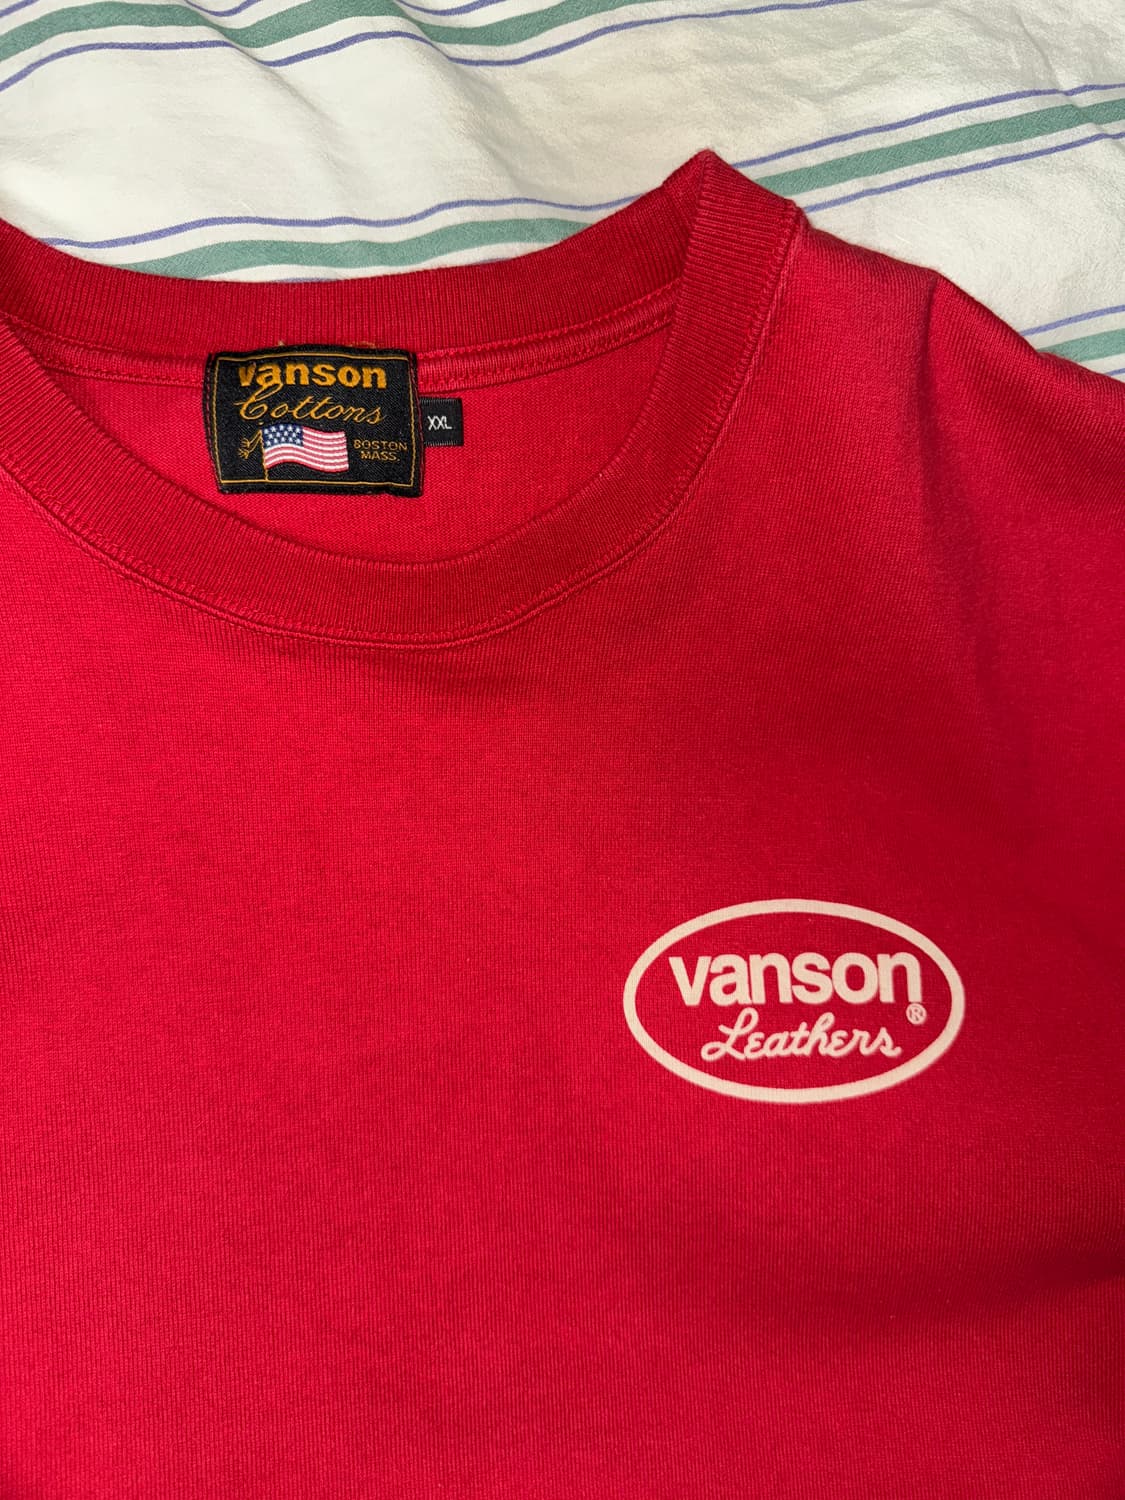 vanson
Cottons
BOSTON
MASS.
XXL
vanson
®
Leathers